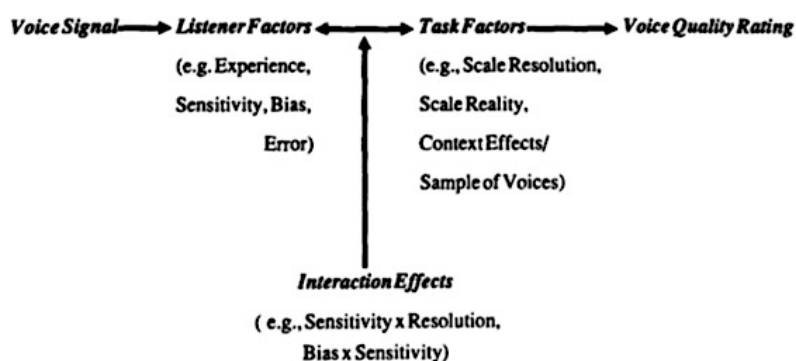 Voice Signal Listener Factors Task Factors Voice Quality Rating
(e.g. Experience, (e.g., Scale Resolution,
Sensitivity, Bias, Scale Reality,
Error) Context Effects/
Sample of Voices)
Interaction Effects
( e.g., Sensitivity x Resolution,
Bias x Sensitivity)